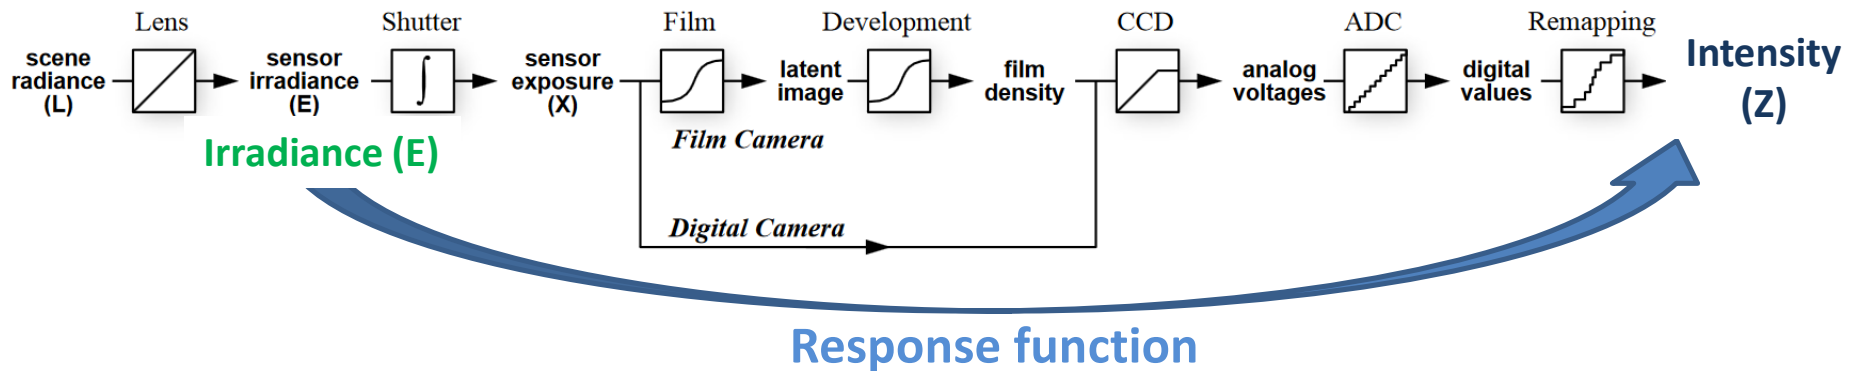 Lens
Shutter
Film
Development
CCD
ADC
Remapping
scene
radiance
(L)
sensor
irradiance
(E)
∫
sensor
exposure
(X)
latent
image
film
density
analog
voltages
digital
values
Intensity
(Z)
Irradiance (E)
Film Camera
Digital Camera
Response function